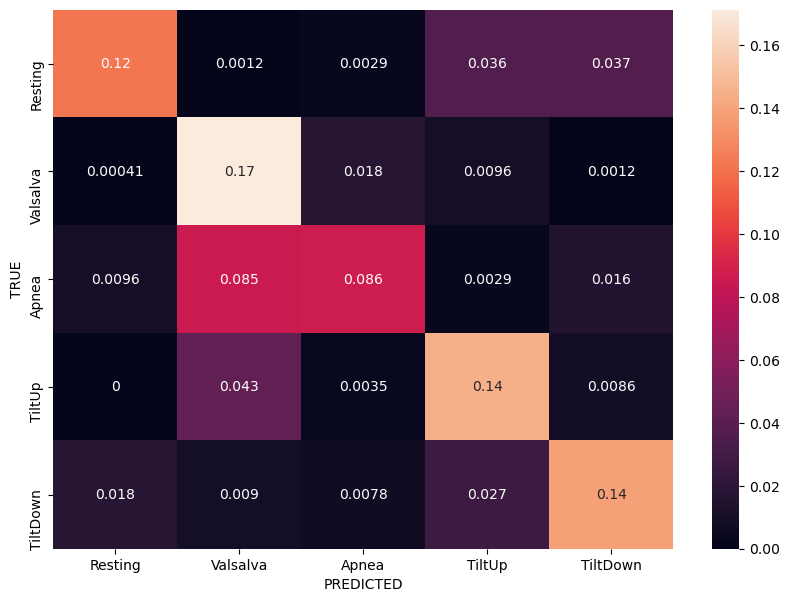 Resting 0.12 0.0012 0.0029 0.036 0.037
Valsalva 0.00041 0.17 0.018 0.0096 0.0012
Apnea 0.0096 0.085 0.086 0.0029 0.016
TiltUp 0 0.043 0.0035 0.14 0.0086
TiltDown 0.018 0.009 0.0078 0.027 0.14
TRUE
Resting Valsalva Apnea TiltUp TiltDown
PREDICTED
0.16
0.14
0.12
0.10
0.08
0.06
0.04
0.02
0.00